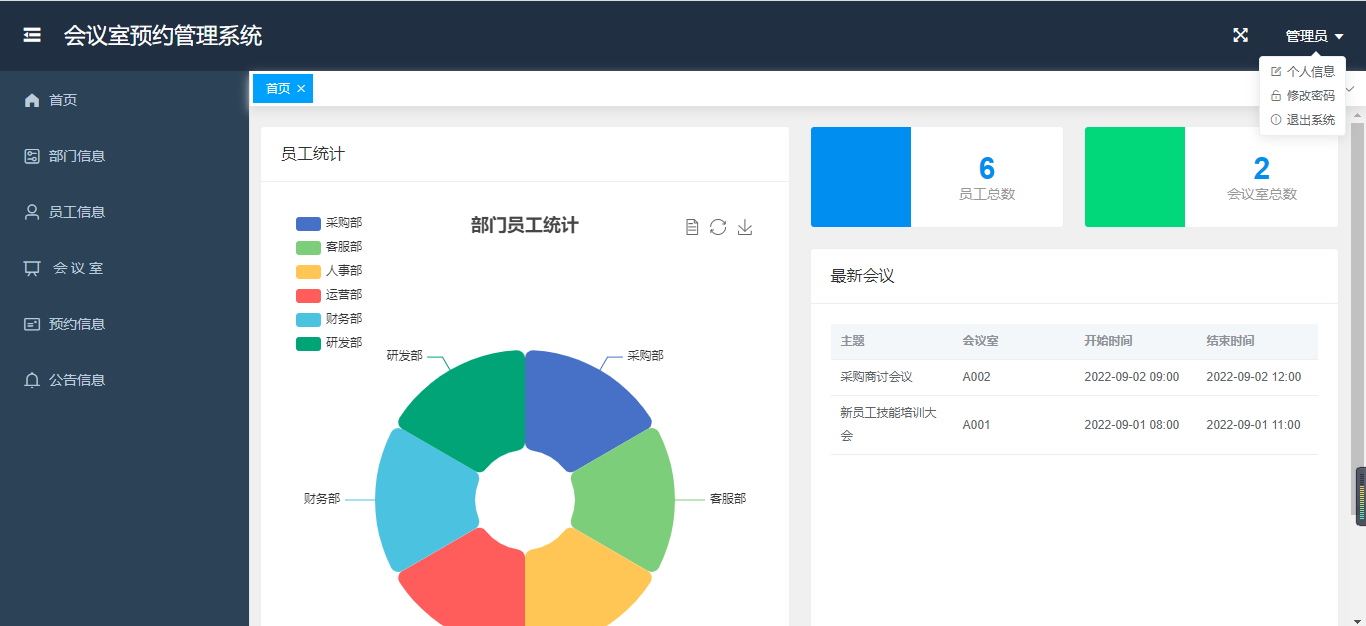 会议室预约管理系统
管理员
个人信息
修改密码
退出系统
首页
部门信息
员工信息
会 议 室
预约信息
公告信息
首页 ×
员工统计
部门员工统计
采购部
客服部
人事部
运营部
财务部
研发部
研发部
采购部
财务部
客服部
6
员工总数
2
会议室总数
最新会议
主题 会议室 开始时间 结束时间
采购商讨会议 A002 2022-09-02 09:00 2022-09-02 12:00
新员工技能培训大
会
A001 2022-09-01 08:00 2022-09-01 11:00